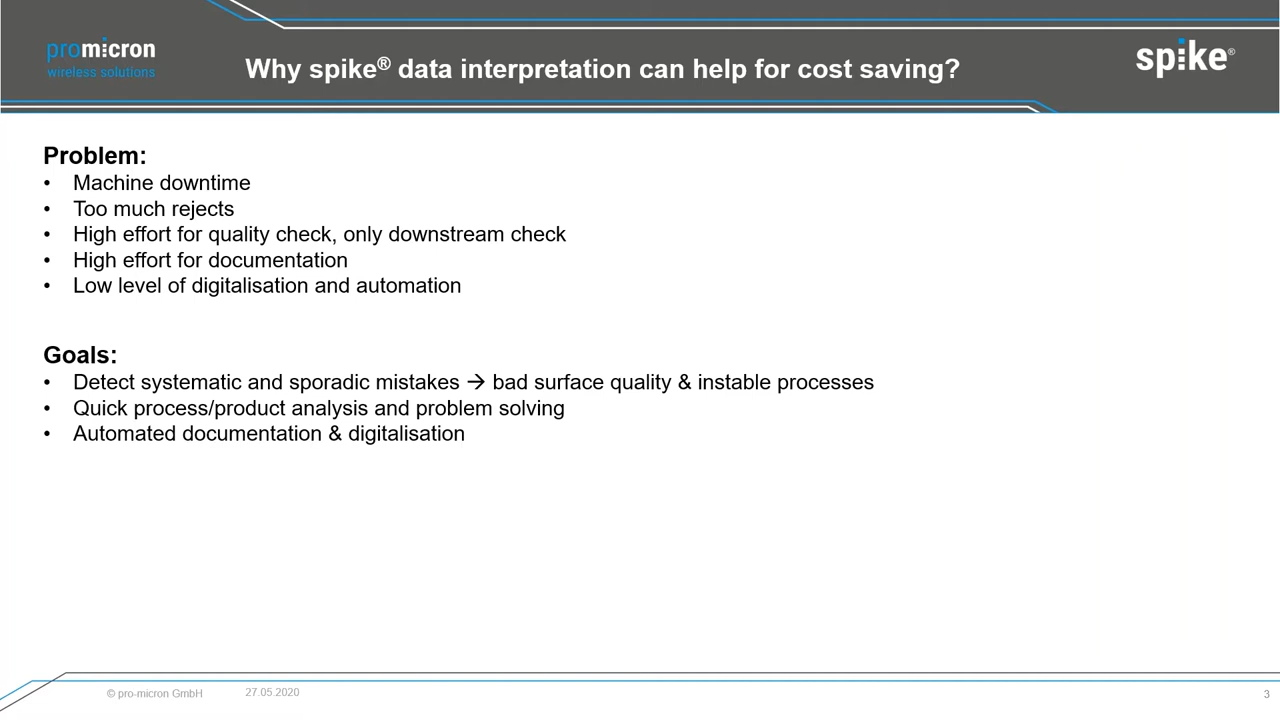 promicron
wireless solutions
Why spike® data interpretation can help for cost saving?
spike®
Problem:
• Machine downtime
• Too much rejects
• High effort for quality check, only downstream check
• High effort for documentation
• Low level of digitalisation and automation
Goals:
• Detect systematic and sporadic mistakes → bad surface quality & instable processes
• Quick process/product analysis and problem solving
• Automated documentation & digitalisation
© pro-micron GmbH
27.05.2020
3